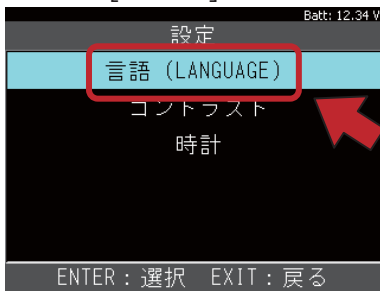 Batt: 12.34 V
設定
言語 (LANGUAGE)
コントラスト
時計
ENTER：選択 EXIT：戻る